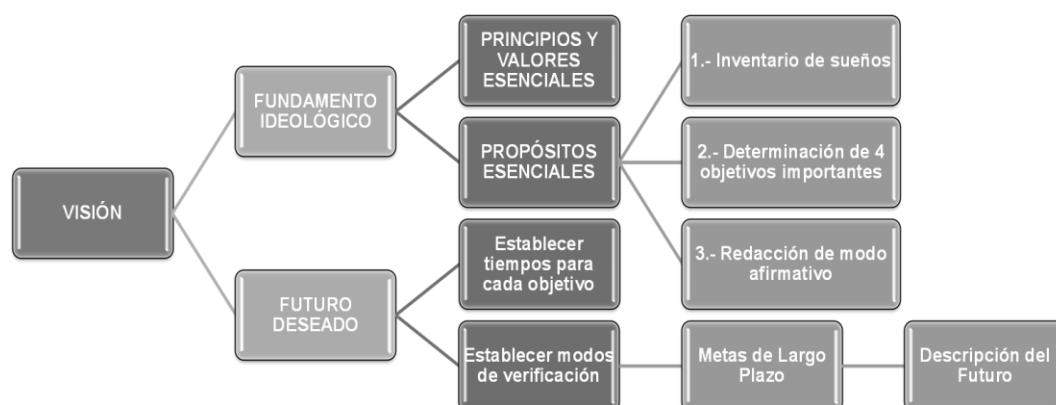 VISIÓN
FUNDAMENTO
IDEOLÓGICO
PRINCIPIOS Y
VALORES
ESENCIALES
PROPÓSITOS
ESENCIALES
1.- Inventario de sueños
2.- Determinación de 4
objetivos importantes
3.- Redacción de modo
afirmativo
FUTURO
DESEADO
Establecer
tiempos para
cada objetivo
Establecer modos
de verificación
Metas de Largo
Plazo
Descripción del
Futuro